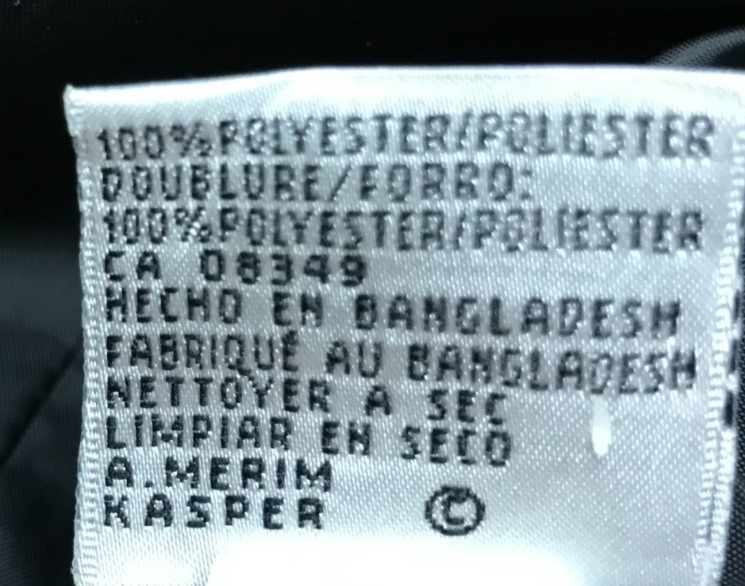 100% POLYESTER/POLIESTER
DOUBLURE/FORRO:
100% POLYESTER/POLIESTER
CA 08349
HECHO EN BANGLADESH
FABRIQUÉ AU BANGLADESH
NETTOYER A SEC
LIMPIAR EN SECO
A.MERIM
KASPER ©